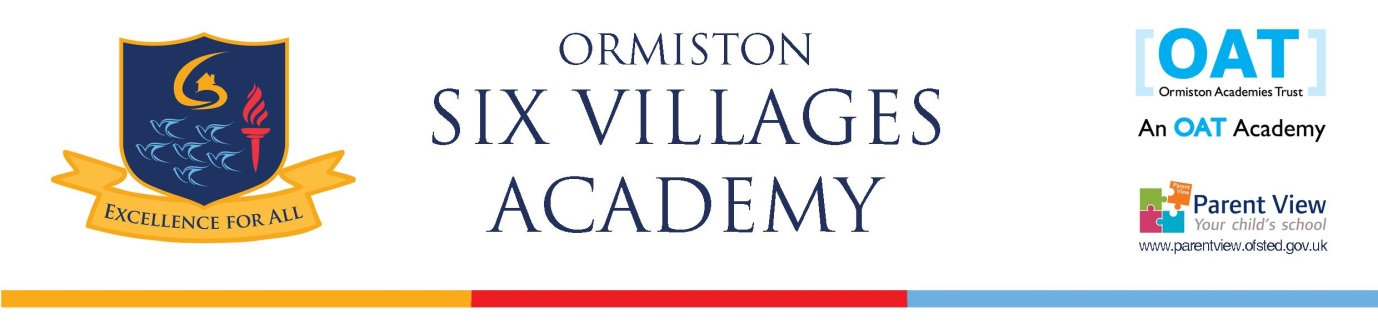 EXCELLENCE FOR ALL
ORMISTON
SIX VILLAGES
ACADEMY
[OAT]
Ormiston Academies Trust
An OAT Academy
Parent
View
Parent View
Your child's school
www.parentview.ofsted.gov.uk